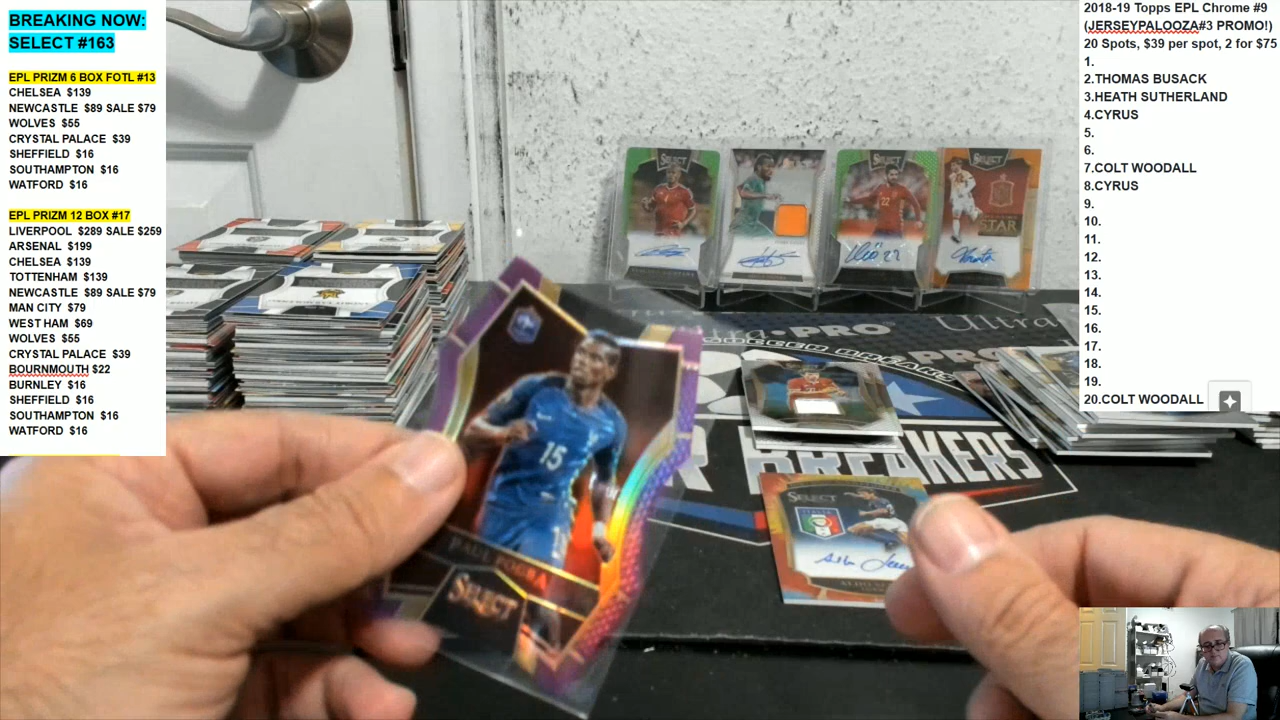 BREAKING NOW:
SELECT #163
EPL PRIZM 6 BOX FOTL #13
CHELSEA $139
NEWCASTLE $89 SALE $79
WOLVES $55
CRYSTAL PALACE $39
SHEFFIELD $16
SOUTHAMPTON $16
WATFORD $16
EPL PRIZM 12 BOX #17
LIVERPOOL $289 SALE $259
ARSENAL $199
CHELSEA $139
TOTTENHAM $139
NEWCASTLE $89 SALE $79
MAN CITY $79
WEST HAM $69
WOLVES $55
CRYSTAL PALACE $39
BOURNMOUTH $22
BURNLEY $16
SHEFFIELD $16
SOUTHAMPTON $16
WATFORD $16
2018-19 Topps EPL Chrome #9
(JERSEYPALOOZA#3 PROMO!)
20 Spots, $39 per spot, 2 for $75
1.
2.THOMAS BUSACK
3.HEATH SUTHERLAND
4.CYRUS
5.
6.
7.COLT WOODALL
8.CYRUS
9.
10.
11.
12.
13.
14.
15.
16.
17.
18.
19.
20.COLT WOODALL
SELECT
SELECT
SELECT
STAR
PRO
Ultra
SOCCER BREAKERS
BREAKERS
15
PAUL POGBA
SELECT
SELECT
ITALIA